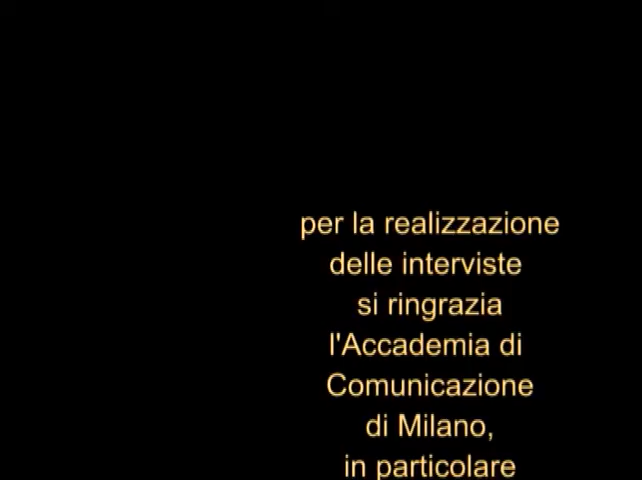 per la realizzazione
delle interviste
si ringrazia
l'Accademia di
Comunicazione
di Milano,
in particolare